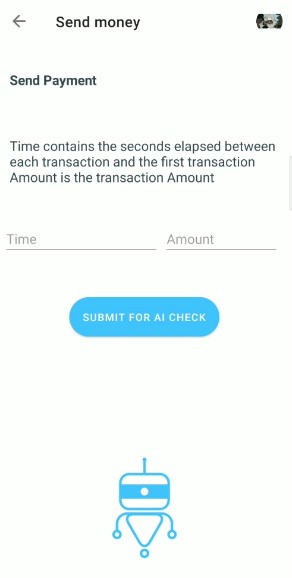 Send money
Send Payment
Time contains the seconds elapsed between
each transaction and the first transaction
Amount is the transaction Amount
Time
Amount
SUBMIT FOR AI CHECK